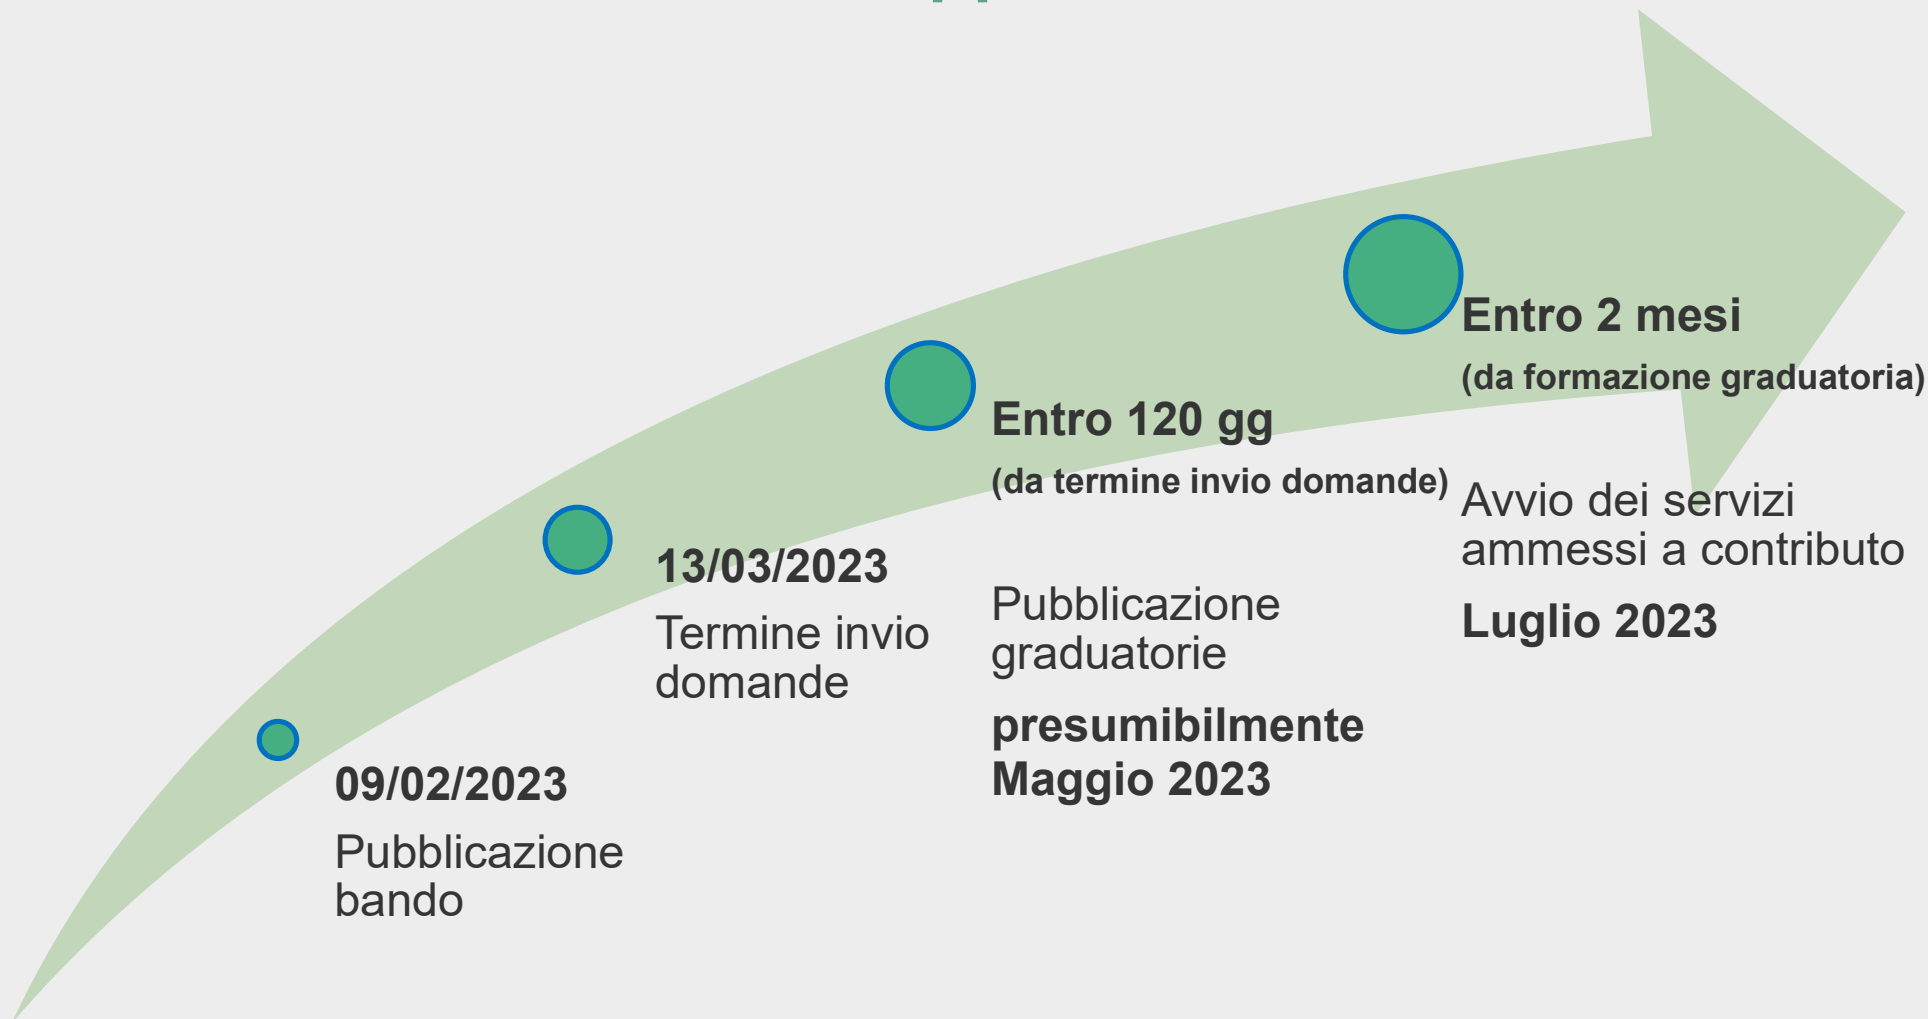 09/02/2023
Pubblicazione
bando
13/03/2023
Termine invio
domande
Entro 120 gg
(da termine invio domande)
Pubblicazione
graduatorie
presumibilmente
Maggio 2023
Entro 2 mesi
(da formazione graduatoria)
Avvio dei servizi
ammessi a contributo
Luglio 2023